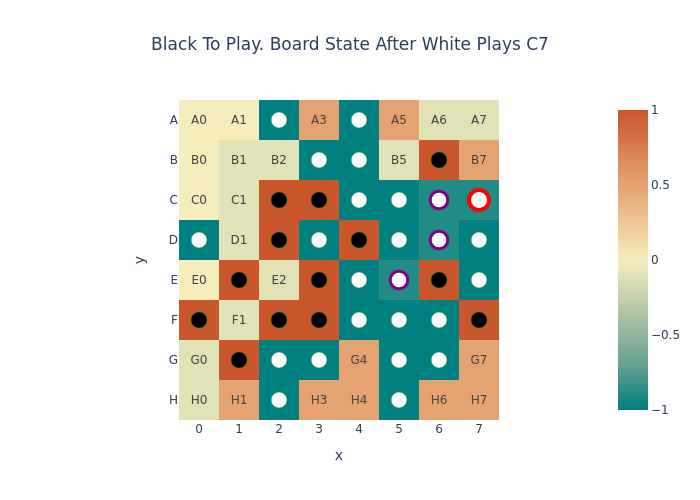 Black To Play. Board State After White Plays C7
A A0 A1 A3 A5 A6 A7
B B0 B1 B2 B5 B7
C C0 C1
D D1
E E0 E2
F F1
G G0 G4 G7
H H0 H1 H3 H4 H6 H7
0 1 2 3 4 5 6 7
x
y
1
0.5
0
−0.5
−1